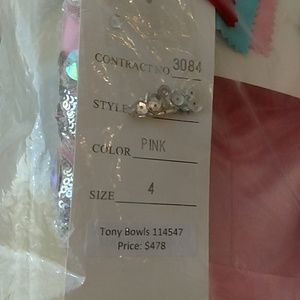 CONTRACT NO 3084
STYLE
COLOR PINK
SIZE 4
Tony Bowls 114547
Price: $478